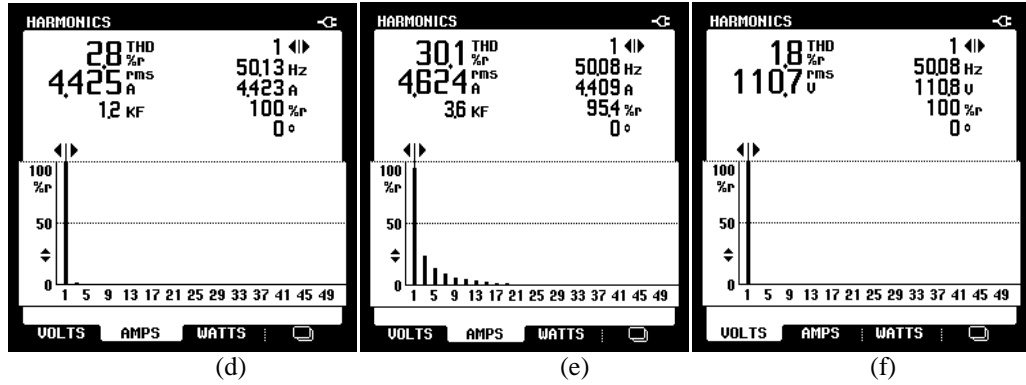 HARMONICS
2.8 THD %r
4.425 rms A
1.2 KF
1
50.13 Hz
4.423 A
100 %r
0 °
100
%r
50
0
1 5 9 13 17 21 25 29 33 37 41 45 49
VOLTS AMPS WATTS
(d)
HARMONICS
30.1 THD %r
4.624 rms A
3.6 KF
1
50.08 Hz
4.409 A
95.4 %r
0 °
100
%r
50
0
1 5 9 13 17 21 25 29 33 37 41 45 49
VOLTS AMPS WATTS
(e)
HARMONICS
1.8 THD %r
110.7 rms V
1
50.08 Hz
110.8 V
100 %r
0 °
100
%r
50
0
1 5 9 13 17 21 25 29 33 37 41 45 49
VOLTS AMPS WATTS
(f)